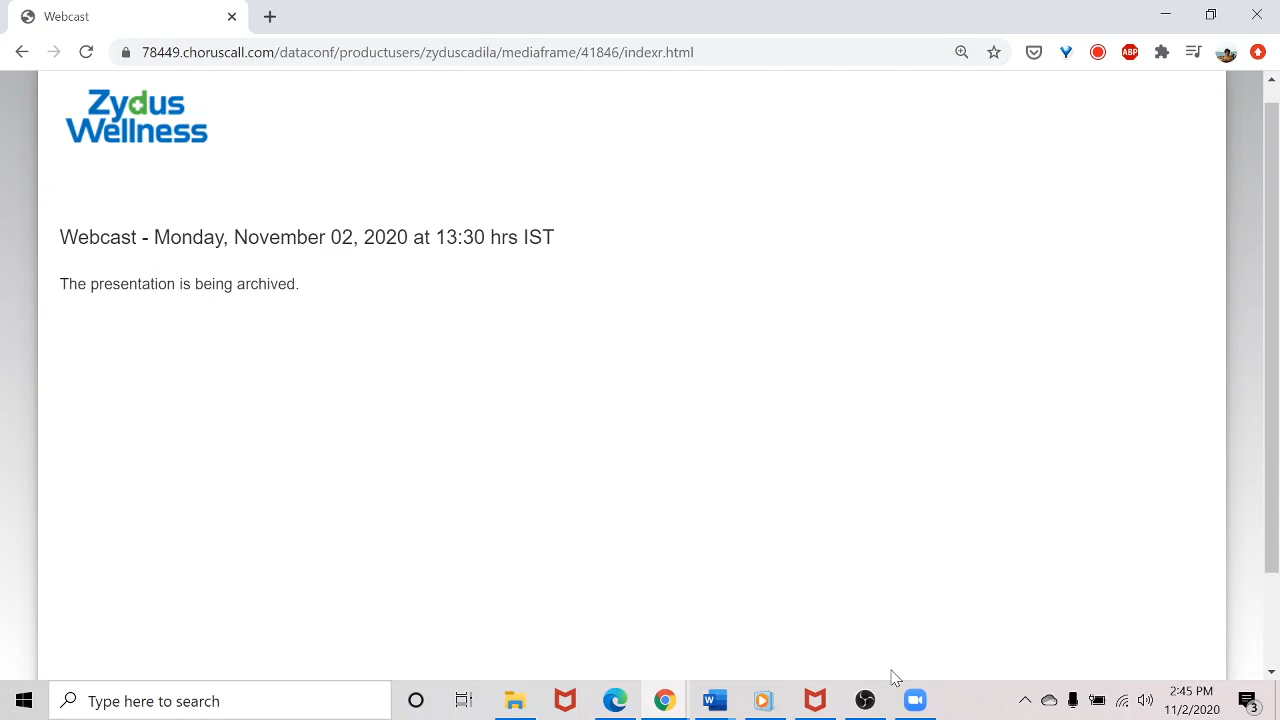 Webcast
78449.choruscall.com/dataconf/productusers/zyduscadila/mediaframe/41846/indexr.html
ABP
Zydus
Wellness
Webcast - Monday, November 02, 2020 at 13:30 hrs IST
The presentation is being archived.
Type here to search
W
2:45 PM
11/2/2020
3